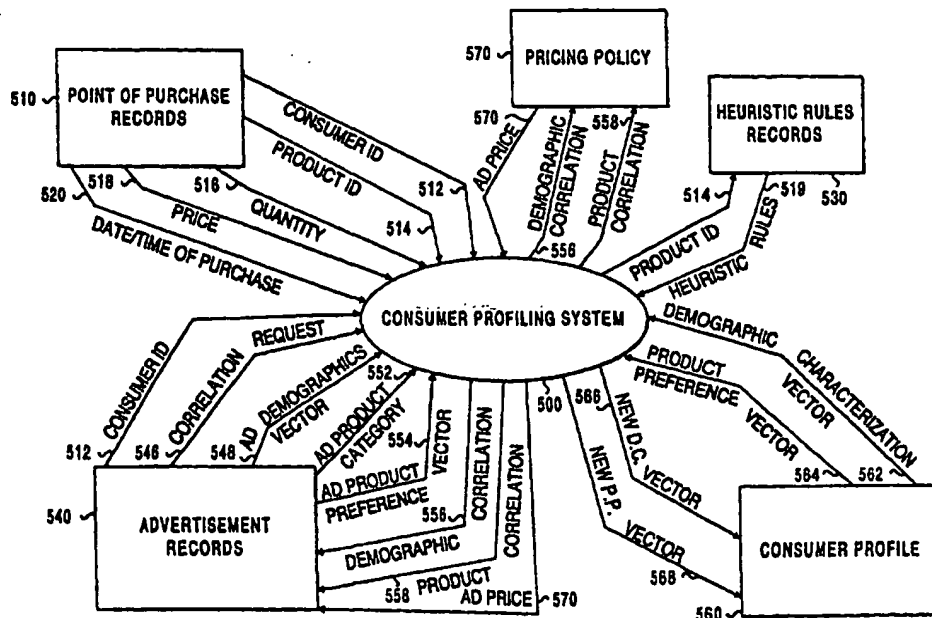 570
PRICING POLICY
510
POINT OF PURCHASE
RECORDS
HEURISTIC RULES
RECORDS
530
CONSUMER ID
512
PRODUCT ID
514
516
QUANTITY
518
PRICE
520
DATE/TIME OF PURCHASE
570
AD PRICE
DEMOGRAPHIC
CORRELATION
556
558
PRODUCT
CORRELATION
514
PRODUCT ID
519
HEURISTIC RULES
CONSUMER PROFILING SYSTEM
500
CONSUMER ID
512
CORRELATION REQUEST
546
AD DEMOGRAPHICS
VECTOR
548
552
AD PRODUCT
CATEGORY
554
AD PRODUCT
PREFERENCE VECTOR
556
DEMOGRAPHIC CORRELATION
558
PRODUCT CORRELATION
AD PRICE
570
566
NEW D.C. VECTOR
NEW P.P. VECTOR
568
PRODUCT
PREFERENCE VECTOR
564
DEMOGRAPHIC CHARACTERIZATION
VECTOR
562
540
ADVERTISEMENT
RECORDS
CONSUMER PROFILE
560